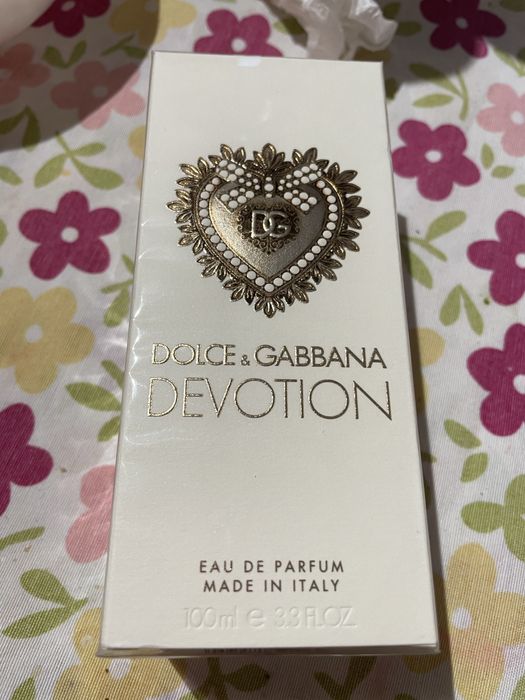 DG
DOLCE & GABBANA
DEVOTION
EAU DE PARFUM
MADE IN ITALY
100ml e 3.3 FL.OZ